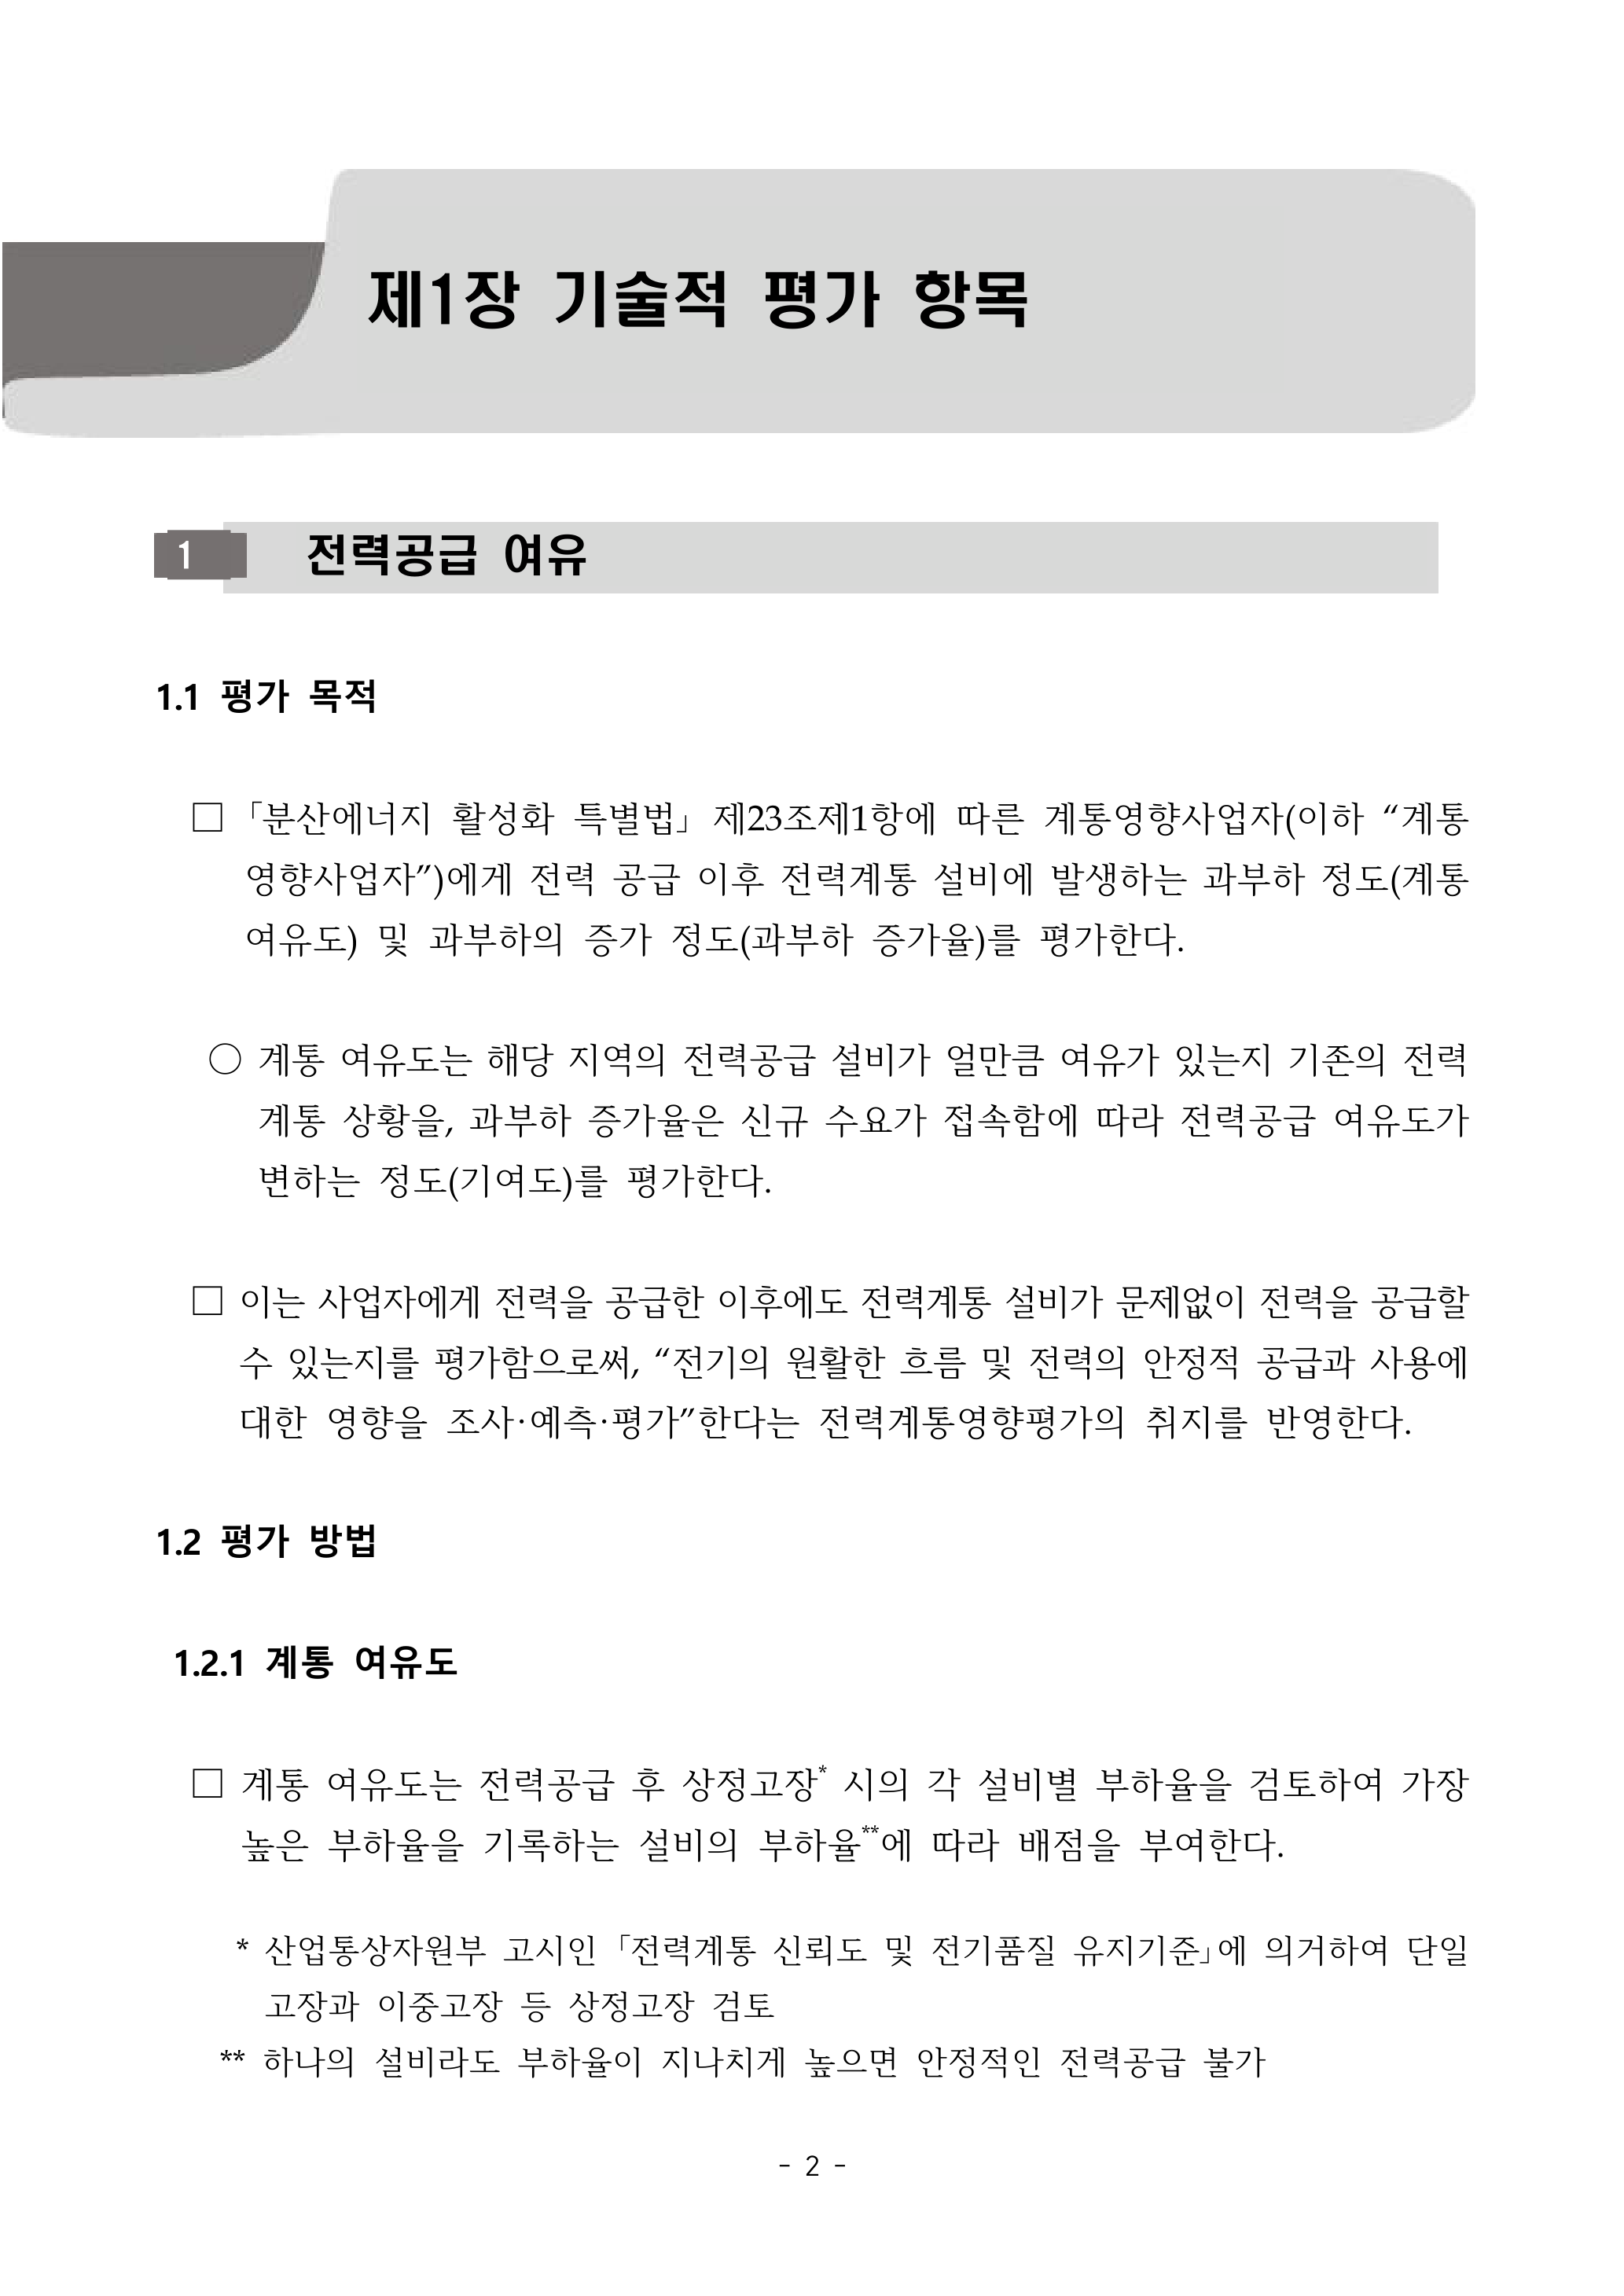 제1장 기술적 평가 항목
1 전력공급 여유
1.1 평가 목적
□ 「분산에너지 활성화 특별법」 제23조제1항에 따른 계통영향사업자(이하 “계통
영향사업자”)에게 전력 공급 이후 전력계통 설비에 발생하는 과부하 정도(계통
여유도) 및 과부하의 증가 정도(과부하 증가율)를 평가한다.
○ 계통 여유도는 해당 지역의 전력공급 설비가 얼만큼 여유가 있는지 기존의 전력
계통 상황을, 과부하 증가율은 신규 수요가 접속함에 따라 전력공급 여유도가
변하는 정도(기여도)를 평가한다.
□ 이는 사업자에게 전력을 공급한 이후에도 전력계통 설비가 문제없이 전력을 공급할
수 있는지를 평가함으로써, “전기의 원활한 흐름 및 전력의 안정적 공급과 사용에
대한 영향을 조사·예측·평가”한다는 전력계통영향평가의 취지를 반영한다.
1.2 평가 방법
1.2.1 계통 여유도
□ 계통 여유도는 전력공급 후 상정고장* 시의 각 설비별 부하율을 검토하여 가장
높은 부하율을 기록하는 설비의 부하율**에 따라 배점을 부여한다.
* 산업통상자원부 고시인 「전력계통 신뢰도 및 전기품질 유지기준」에 의거하여 단일
고장과 이중고장 등 상정고장 검토
** 하나의 설비라도 부하율이 지나치게 높으면 안정적인 전력공급 불가
- 2 -